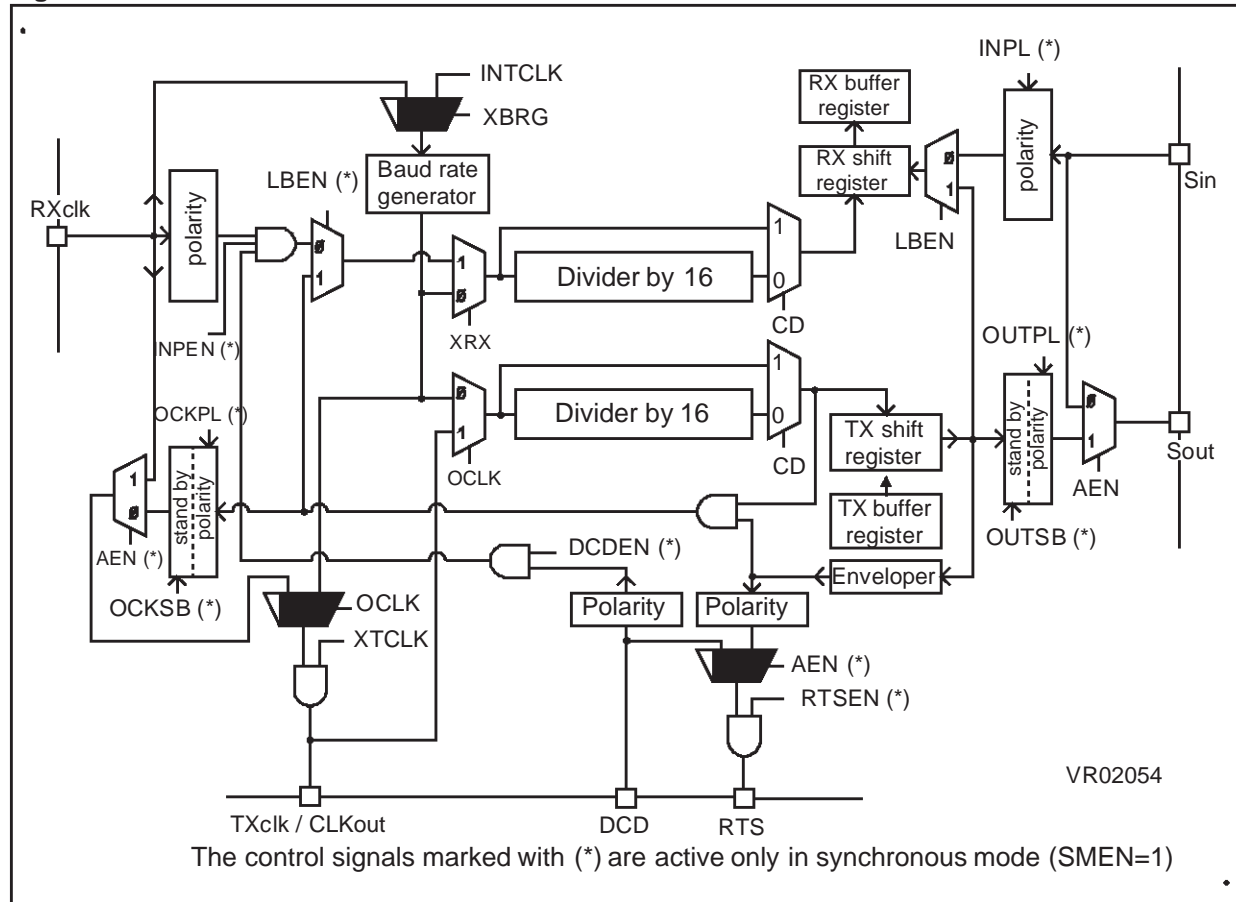 INPL (*)
INTCLK
XBRG
RX buffer
register
polarity
Baud rate
generator
LBEN (*)
RX shift
register
0
1
Sin
RXclk
polarity
LBEN
0
1
1
0
XRX
Divider by 16
1
0
CD
INPEN (*)
OUTPL (*)
OCKPL (*)
0
1
OCLK
Divider by 16
1
0
CD
TX shift
register
stand by
polarity
0
1
Sout
AEN
1
0
AEN (*)
stand by
polarity
TX buffer
register
OUTSB (*)
DCDEN (*)
Enveloper
OCKSB (*)
OCLK
Polarity
Polarity
XTCLK
AEN (*)
RTSEN (*)
VR02054
TXclk / CLKout
DCD
RTS
The control signals marked with (*) are active only in synchronous mode (SMEN=1)